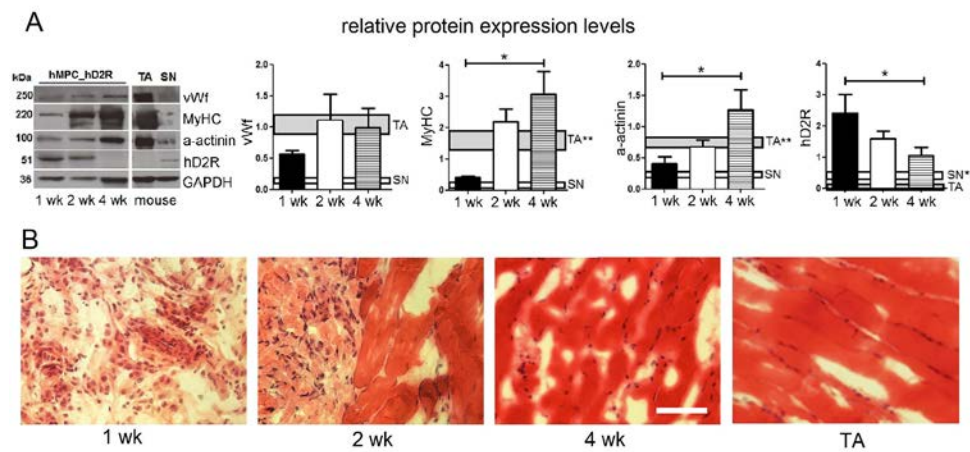 A
relative protein expression levels
kDa
hMPC_hD2R
TA SN
250
vWf
220
MyHC
100
a-actinin
51
hD2R
36
GAPDH
1 wk 2 wk 4 wk mouse
vWf
2.0
1.5
1.0
0.5
0.0
TA
SN
1 wk 2 wk 4 wk
MyHC
4
3
2
1
0
*
TA**
SN
1 wk 2 wk 4 wk
a-actinin
2.0
1.5
1.0
0.5
0.0
*
TA**
SN
1 wk 2 wk 4 wk
hD2R
4
3
2
1
0
*
SN*
TA
1 wk 2 wk 4 wk
B
1 wk
2 wk
4 wk
TA